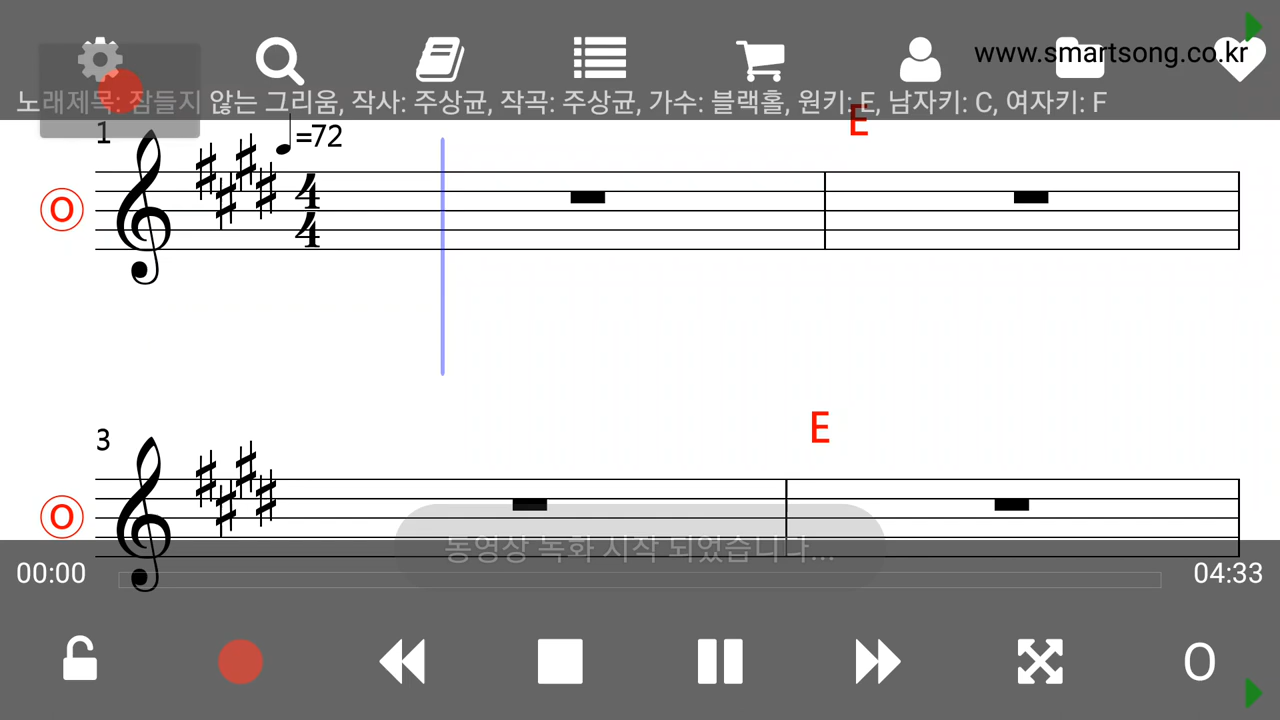 www.smartsong.co.kr
노래제목: 잠들지 않는 그리움, 작사: 주상균, 작곡: 주상균, 가수: 블랙홀, 원키: E, 남자키: C, 여자키: F
1 =72 E
4
4
O
3 E
O
동영상 녹화 시작 되었습니다...
00:00 04:33
O